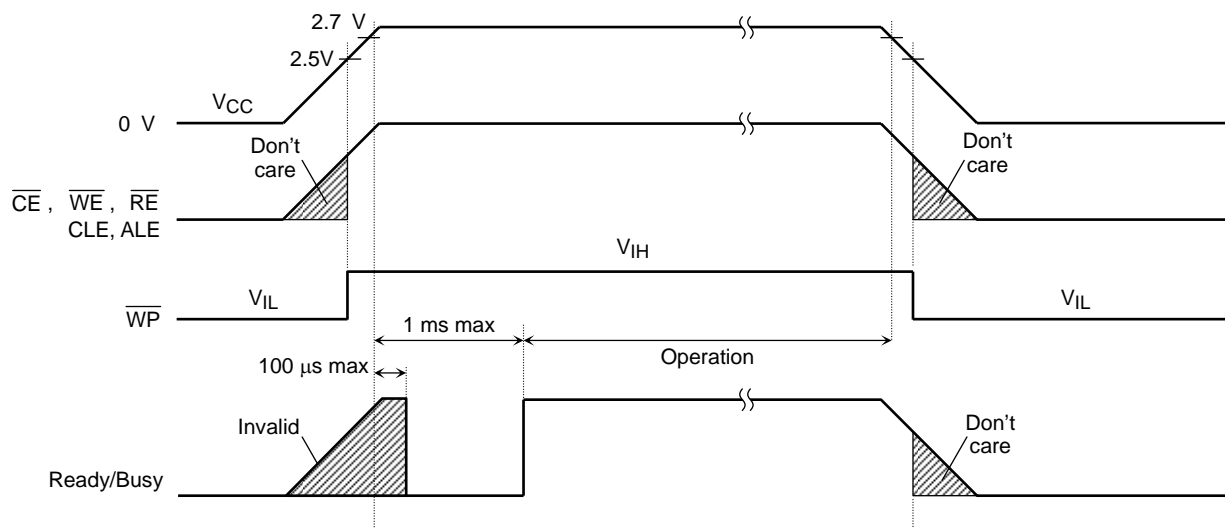 2.7 V
2.5V
VCC
0 V
Don't
care
Don't
care
CE , WE , RE
CLE, ALE
VIH
VIL
VIL
WP
1 ms max
Operation
100 μs max
Invalid
Don't
care
Ready/Busy